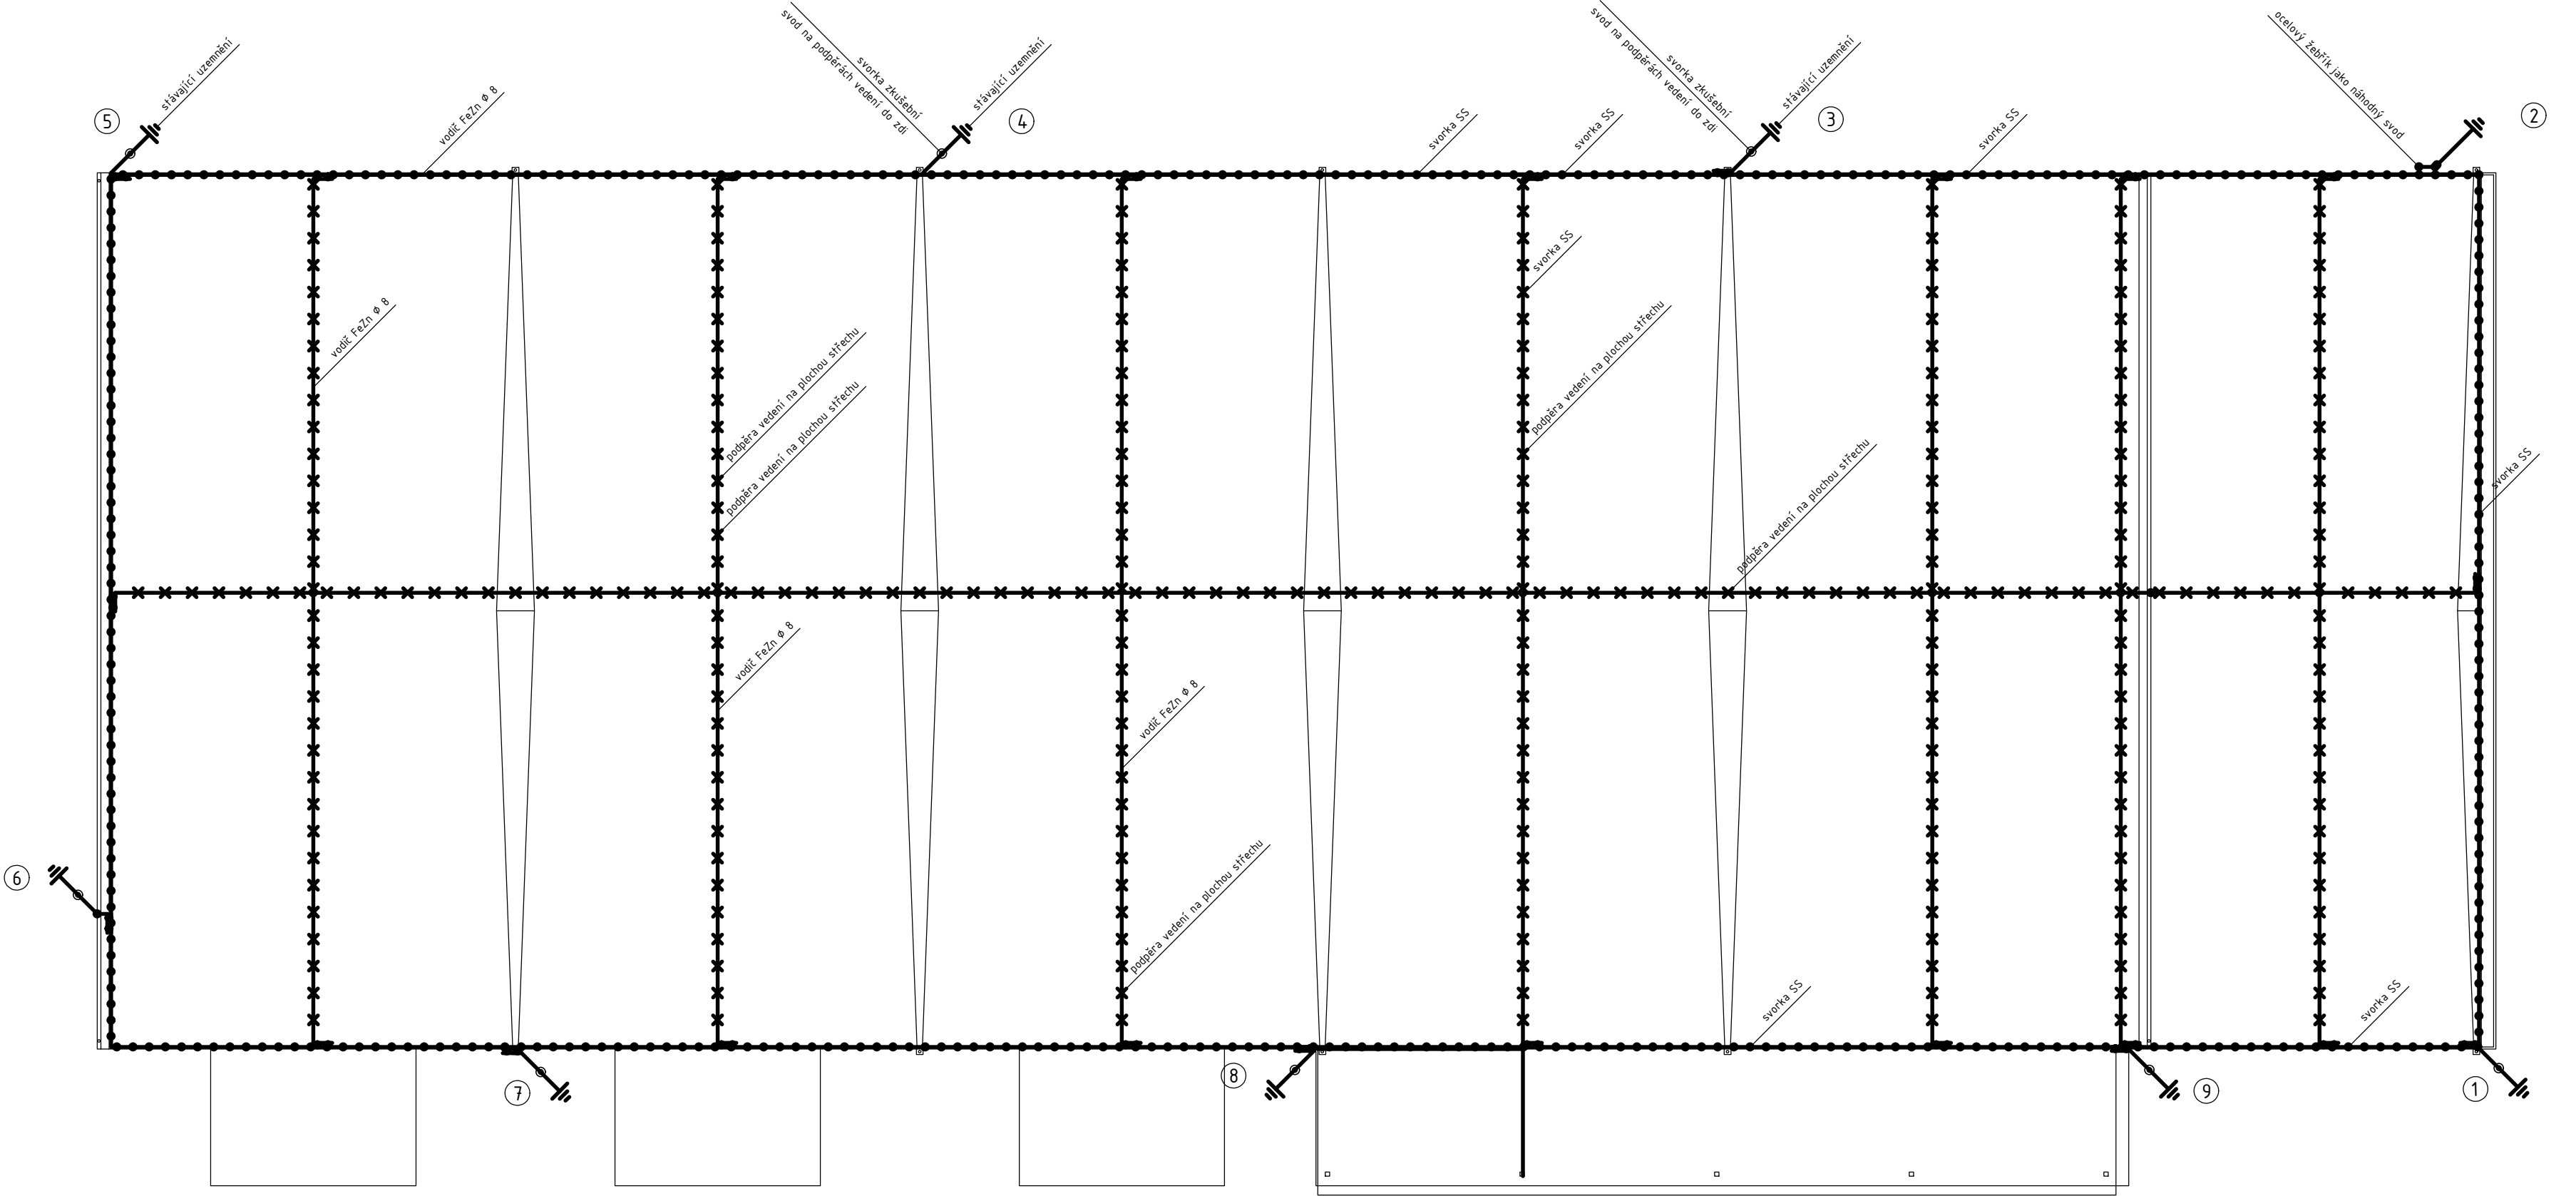 svod na podpěrách vedení do zdi
svorka zkušební
svod na podpěrách vedení do zdi
svorka zkušební
ocelový žebřík jako náhodný svod
stávající uzemnění
stávající uzemnění
stávající uzemnění
5
vodič FeZn Ø 8
4
svorka SS
svorka SS
3
svorka SS
2
svorka SS
vodič FeZn Ø 8
podpěra vedení na plochou střechu
podpěra vedení na plochou střechu
podpěra vedení na plochou střechu
podpěra vedení na plochou střechu
svorka SS
vodič FeZn Ø 8
vodič FeZn Ø 8
6
podpěra vedení na plochou střechu
svorka SS
svorka SS
7
8
9
1